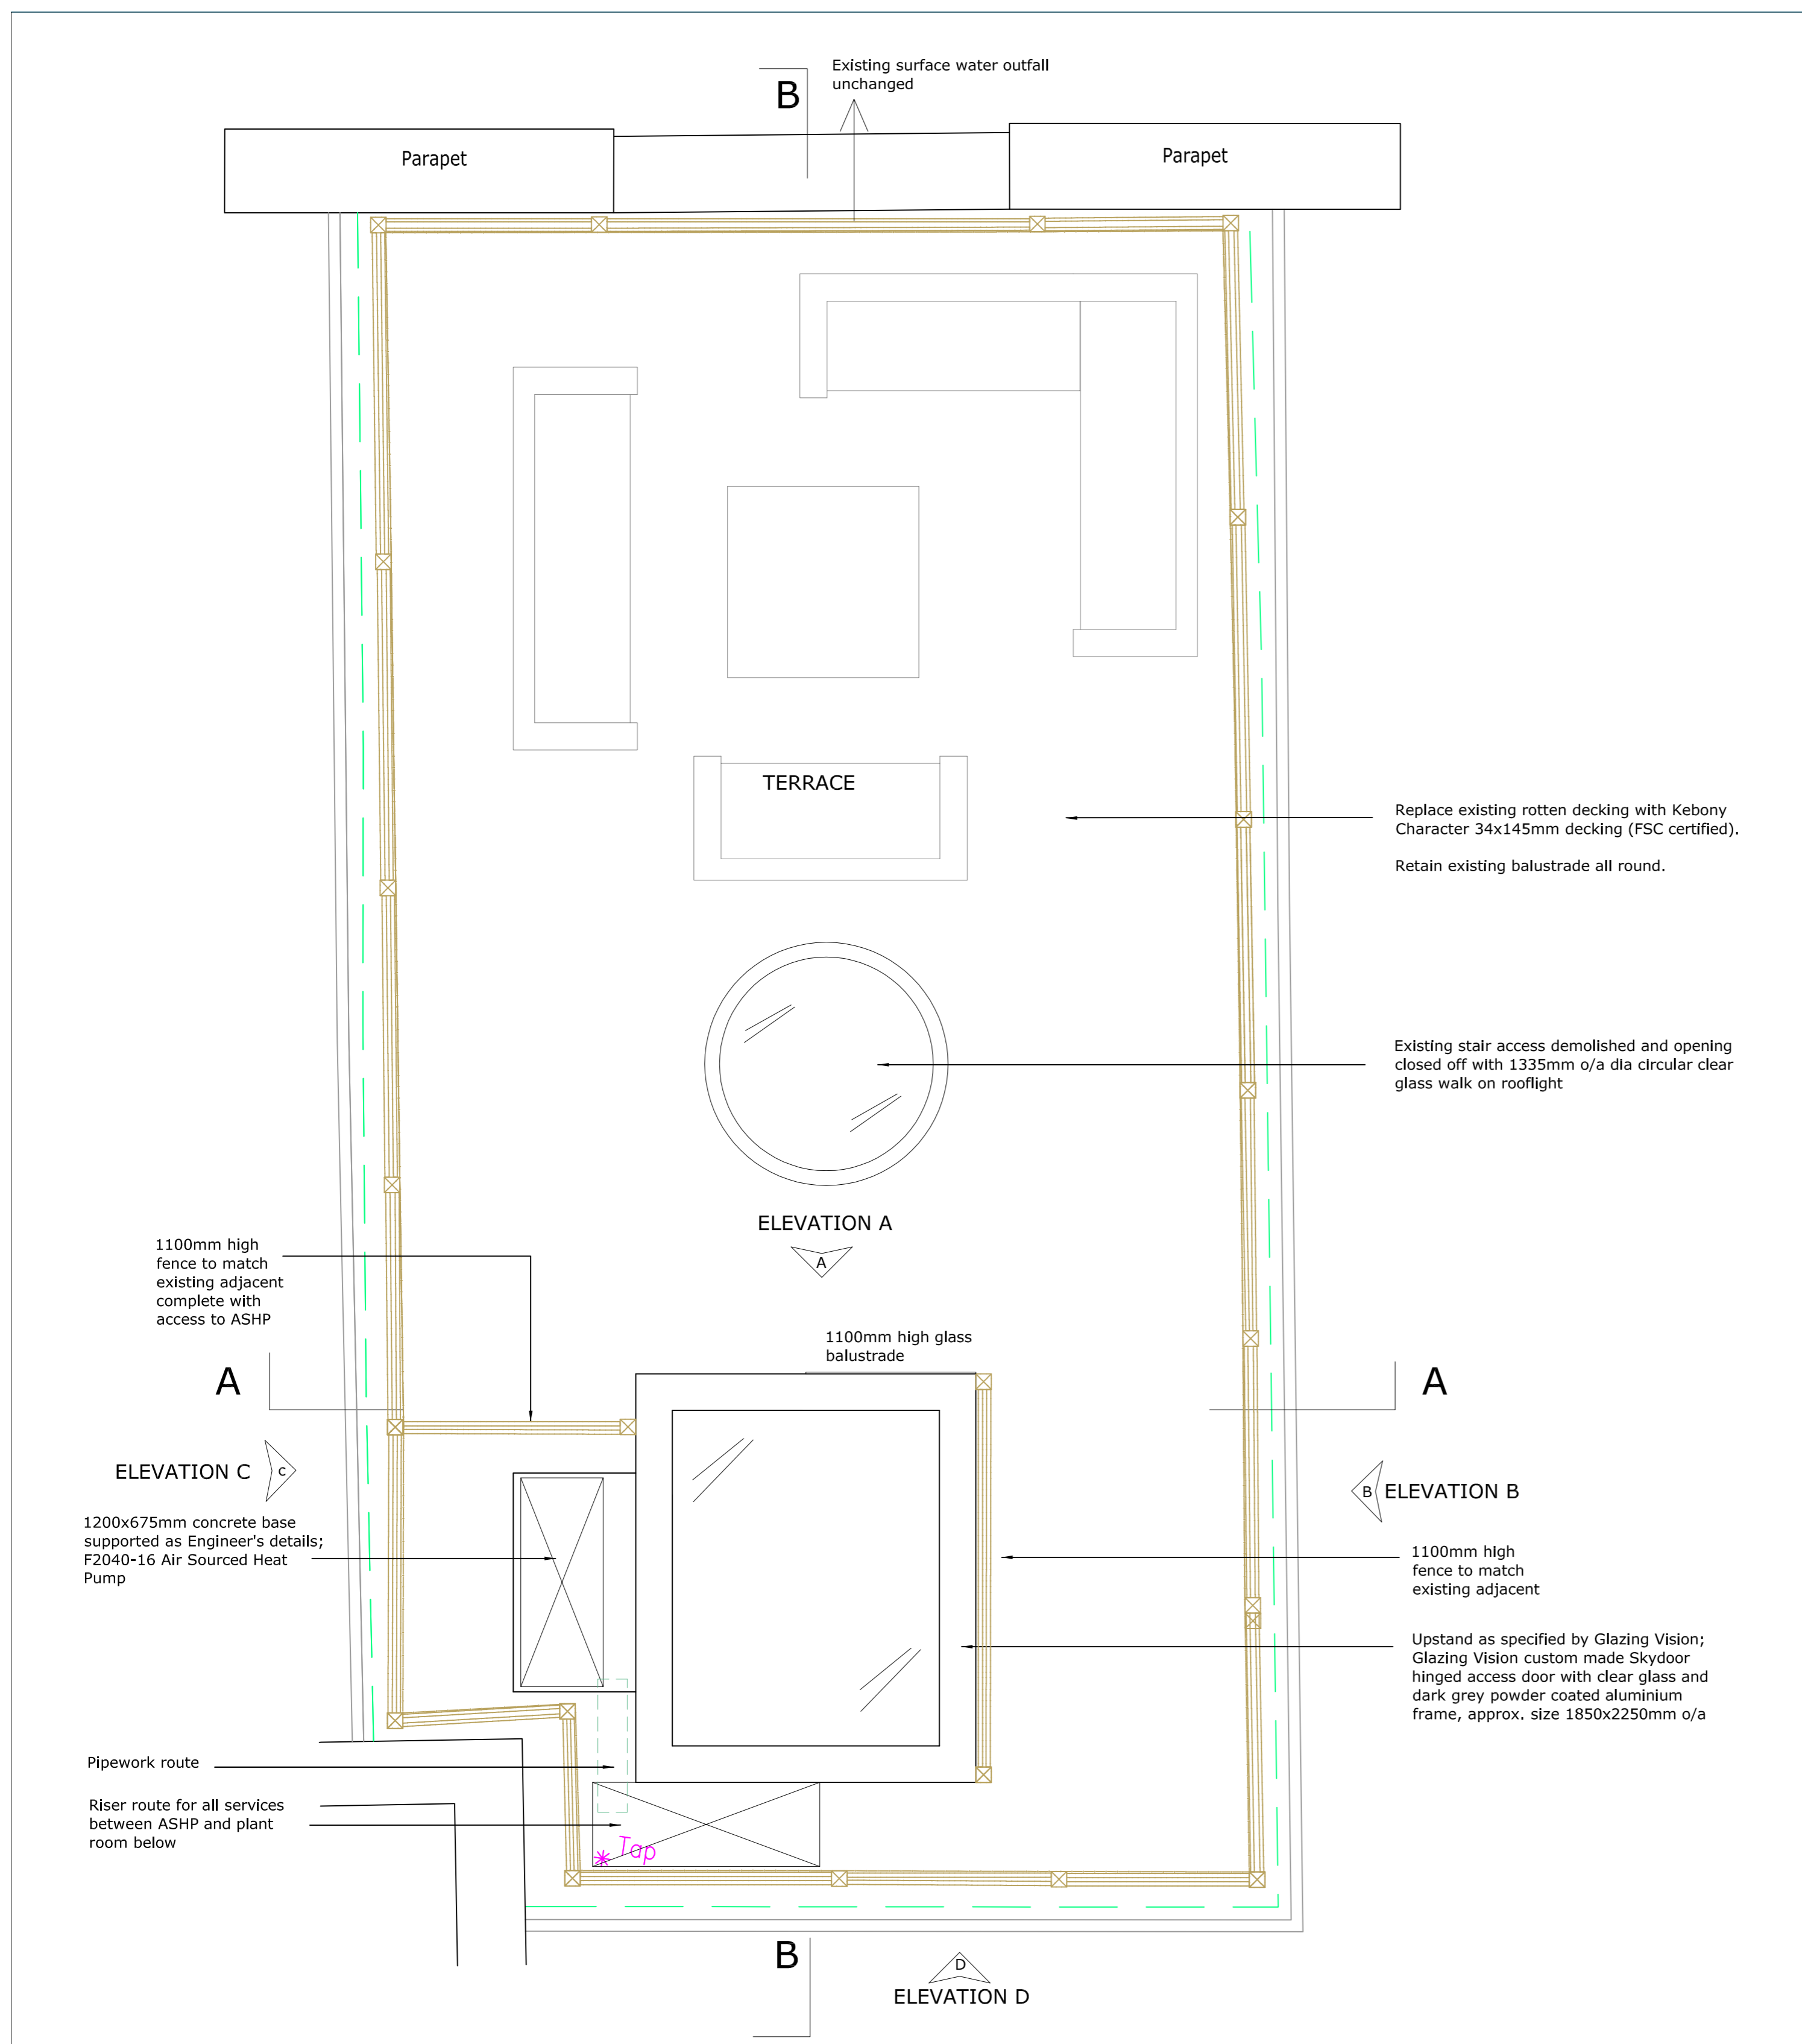 Existing surface water outfall
unchanged
B
Parapet
Parapet
TERRACE
Replace existing rotten decking with Kebony
Character 34x145mm decking (FSC certified).
Retain existing balustrade all round.
Existing stair access demolished and opening
closed off with 1335mm o/a dia circular clear
glass walk on rooflight
ELEVATION A
A
1100mm high
fence to match
existing adjacent
complete with
access to ASHP
1100mm high glass
balustrade
A
A
ELEVATION C
c
B
ELEVATION B
1200x675mm concrete base
supported as Engineer's details;
F2040-16 Air Sourced Heat
Pump
1100mm high
fence to match
existing adjacent
Upstand as specified by Glazing Vision;
Glazing Vision custom made Skydoor
hinged access door with clear glass and
dark grey powder coated aluminium
frame, approx. size 1850x2250mm o/a
Pipework route
Riser route for all services
between ASHP and plant
room below
Tap
B
D
ELEVATION D